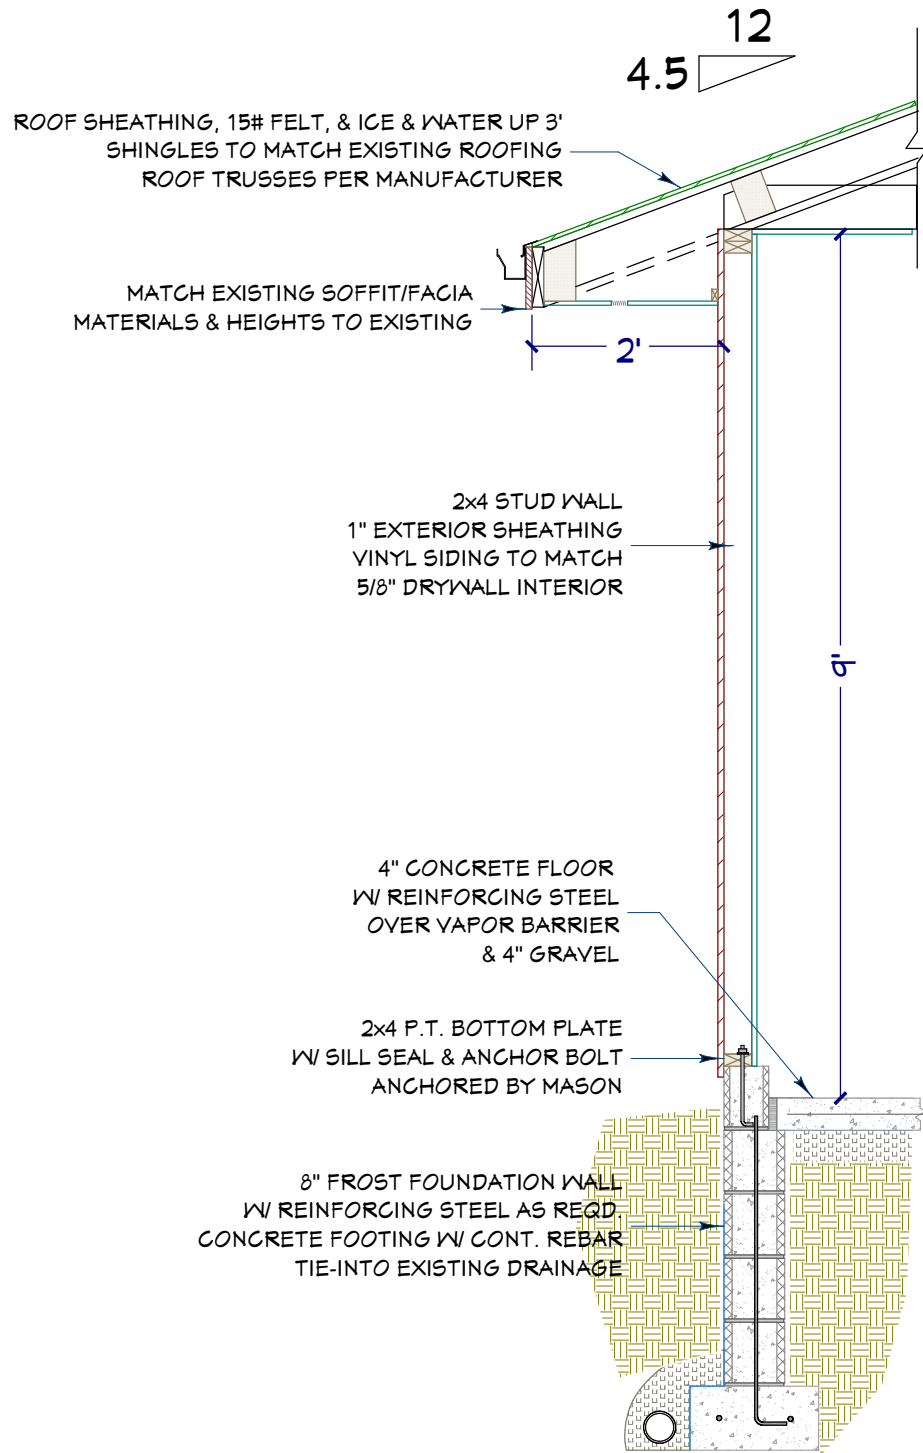 12
4.5
ROOF SHEATHING, 15# FELT, & ICE & WATER UP 3'
SHINGLES TO MATCH EXISTING ROOFING
ROOF TRUSSES PER MANUFACTURER
MATCH EXISTING SOFFIT/FACIA
MATERIALS & HEIGHTS TO EXISTING
2'
2x4 STUD WALL
1" EXTERIOR SHEATHING
VINYL SIDING TO MATCH
5/8" DRYWALL INTERIOR
9'
4" CONCRETE FLOOR
W/ REINFORCING STEEL
OVER VAPOR BARRIER
& 4" GRAVEL
2x4 P.T. BOTTOM PLATE
W/ SILL SEAL & ANCHOR BOLT
ANCHORED BY MASON
8" FROST FOUNDATION WALL
W/ REINFORCING STEEL AS REQD.
CONCRETE FOOTING W/ CONT. REBAR
TIE-INTO EXISTING DRAINAGE